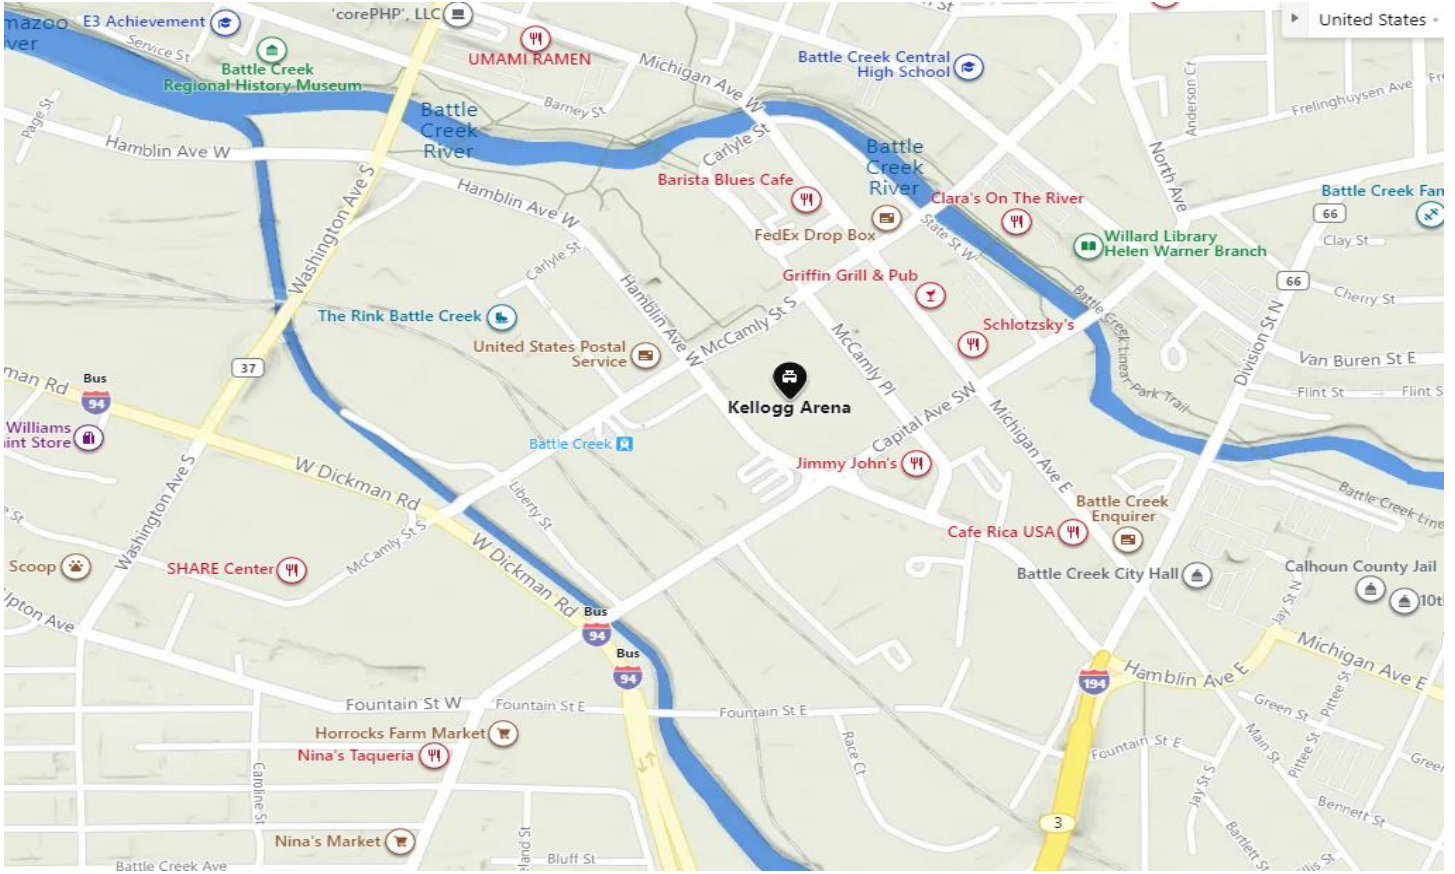 mazoo
ver
E3 Achievement
'corePHP', LLC
United States
Service St
UMAMI RAMEN
Battle Creek
Regional History Museum
Michigan Ave W
Battle Creek Central
High School
Anderson Ct
Frelinghuysen Ave
Fr
Page St
Barney St
Battle
Creek
River
Hamblin Ave W
Carlyle St
Battle
Creek
River
North Ave
Washington Ave S
Hamblin Ave W
Barista Blues Cafe
Clara's On The River
Battle Creek Fan
66
FedEx Drop Box
State St W
Willard Library
Helen Warner Branch
Clay St
Carlyle St
Griffin Grill & Pub
66
Cherry St
Hamblin Ave W
The Rink Battle Creek
McCamly St S
Schlotzsky's
Battle Creek Linear Park Trail
United States Postal
Service
McCamly Pl
Division St N
Van Buren St E
37
man Rd
Bus
94
Kellogg Arena
Flint St
Flint S
Williams
int Store
Battle Creek
Capital Ave SW
Michigan Ave E
W Dickman Rd
Jimmy John's
Washington Ave S
Liberty St
Battle Creek
Enquirer
Battle Creek Line
e St
McCamly St S
W Dickman Rd
Cafe Rica USA
Scoop
SHARE Center
Battle Creek City Hall
Calhoun County Jail
10t
Upton Ave
Bus
94
Jay St N
Bus
94
Michigan Ave E
194
Hamblin Ave E
Fountain St W
Fountain St E
Fountain St E
Green St
Pittee St
Horrocks Farm Market
Nina's Taqueria
Race Ct
Fountain St E
Main St
Pittee St
Green
Caroline St
Jay St S
Bennett St
3
Nina's Market
eland St
Bartlett St
Ellis St
Battle Creek Ave
Bluff St